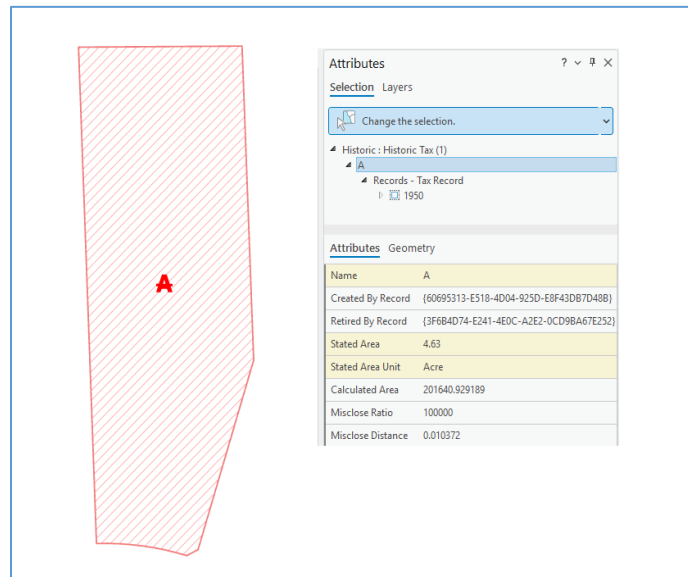 A
Attributes
?
Selection Layers
Change the selection.
Historic : Historic Tax (1)
A
Records - Tax Record
1950
Attributes Geometry
Name A
Created By Record {60695313-E518-4D04-925D-E8F43DB7D48B}
Retired By Record {3F6B4D74-E241-4E0C-A2E2-0CD9BA67E252}
Stated Area 4.63
Stated Area Unit Acre
Calculated Area 201640.929189
Misclose Ratio 100000
Misclose Distance 0.010372